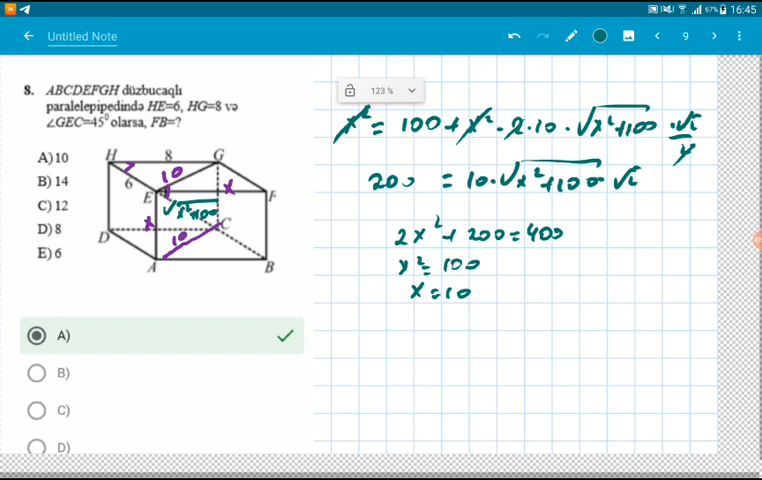 67% 16:45
Untitled Note
9
8. ABCDEFGH düzbucaqlı
paralelepipedində HE=6, HG=8 və
∠GEC=45⁰ olarsa, FB=?
A) 10
B) 14
C) 12
D) 8
E) 6
H 8 G
6 10 x
E F
√x²+100
x C
D 10
A B
A)
B)
C)
D)
123 %
x² = 100 + x² - 2·10·√x²+100 ·√2
200 = 10·√x²+100 √2
2x² + 200 = 400
x² = 100
x = 10